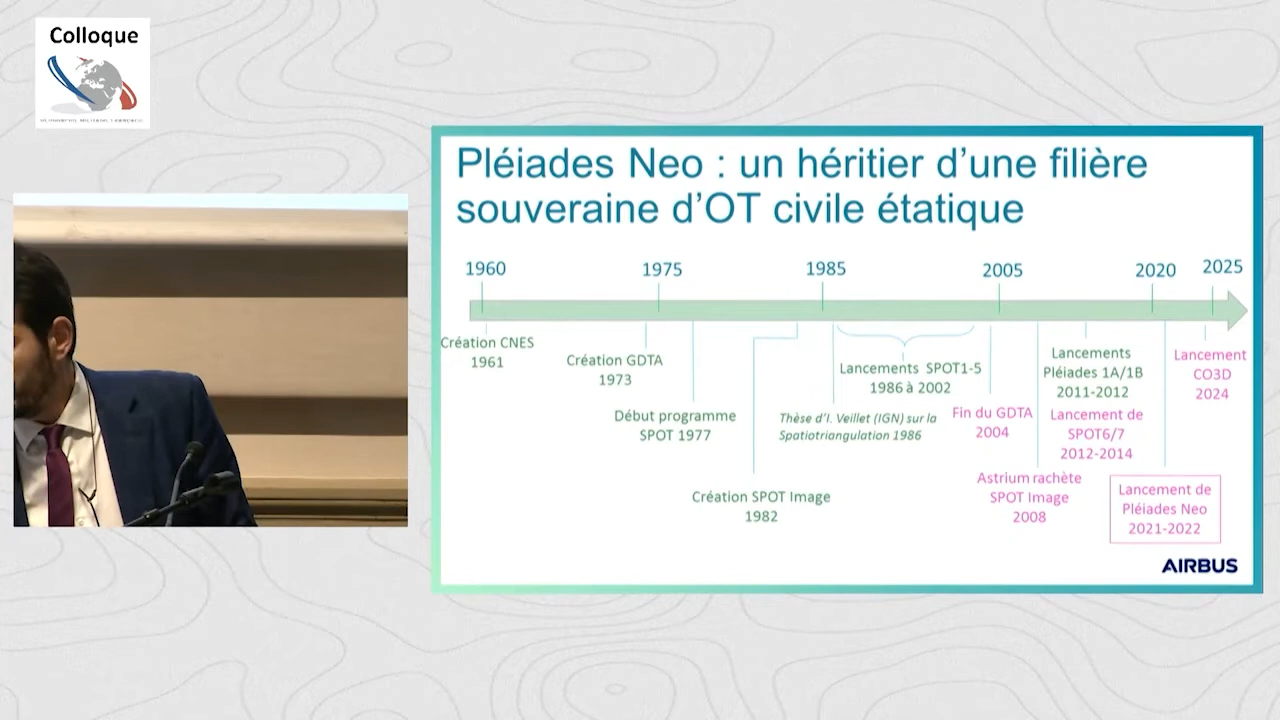 Colloque
Pléiades Neo : un héritier d’une filière
souveraine d’OT civile étatique
1960
1975
1985
2005
2020
2025
Création CNES
1961
Création GDTA
1973
Début programme
SPOT 1977
Création SPOT Image
1982
Thèse d’I. Veillet (IGN) sur la
Spatiotriangulation 1986
Lancements SPOT1-5
1986 à 2002
Fin du GDTA
2004
Astrium rachète
SPOT Image
2008
Lancements
Pléiades 1A/1B
2011-2012
Lancement de
SPOT6/7
2012-2014
Lancement de
Pléiades Neo
2021-2022
Lancement
CO3D
2024
AIRBUS